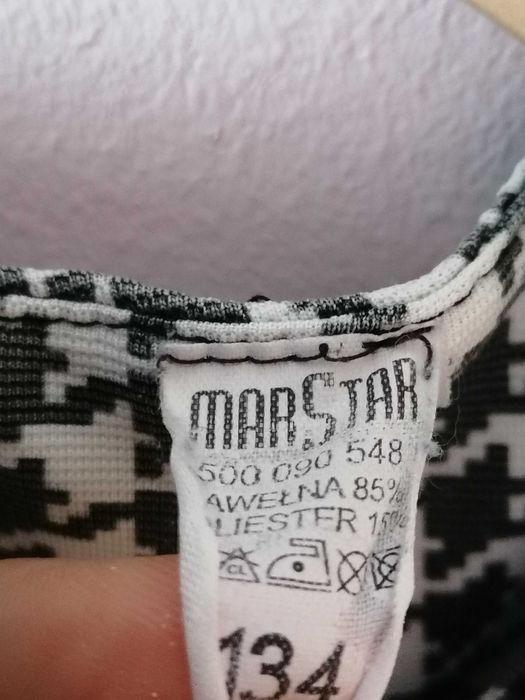 MARSTAR
500 090 548
AWEŁNA 85%
LIESTER 15%
134